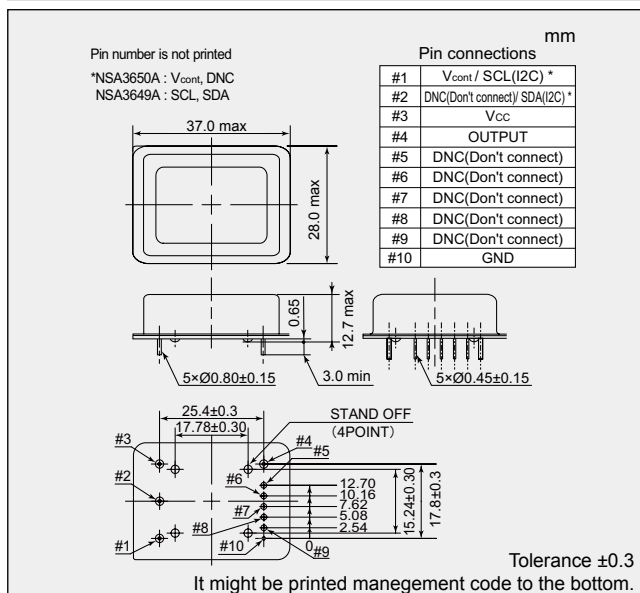 mm
Pin number is not printed
*NSA3650A : Vcont, DNC
NSA3649A : SCL, SDA
Pin connections
#1 Vcont / SCL(I2C) *
#2 DNC(Don't connect)/ SDA(I2C) *
#3 Vcc
#4 OUTPUT
#5 DNC(Don't connect)
#6 DNC(Don't connect)
#7 DNC(Don't connect)
#8 DNC(Don't connect)
#9 DNC(Don't connect)
#10 GND
37.0 max
28.0 max
0.65
12.7 max
5×Ø0.80±0.15
3.0 min
5×Ø0.45±0.15
25.4±0.3
17.78±0.30
STAND OFF
(4POINT)
#3
#4
#5
#2
#6
#7
#8
#1
#10
#9
12.70
10.16
7.62
5.08
2.54
0
15.24±0.30
17.8±0.3
Tolerance ±0.3
It might be printed manegement code to the bottom.